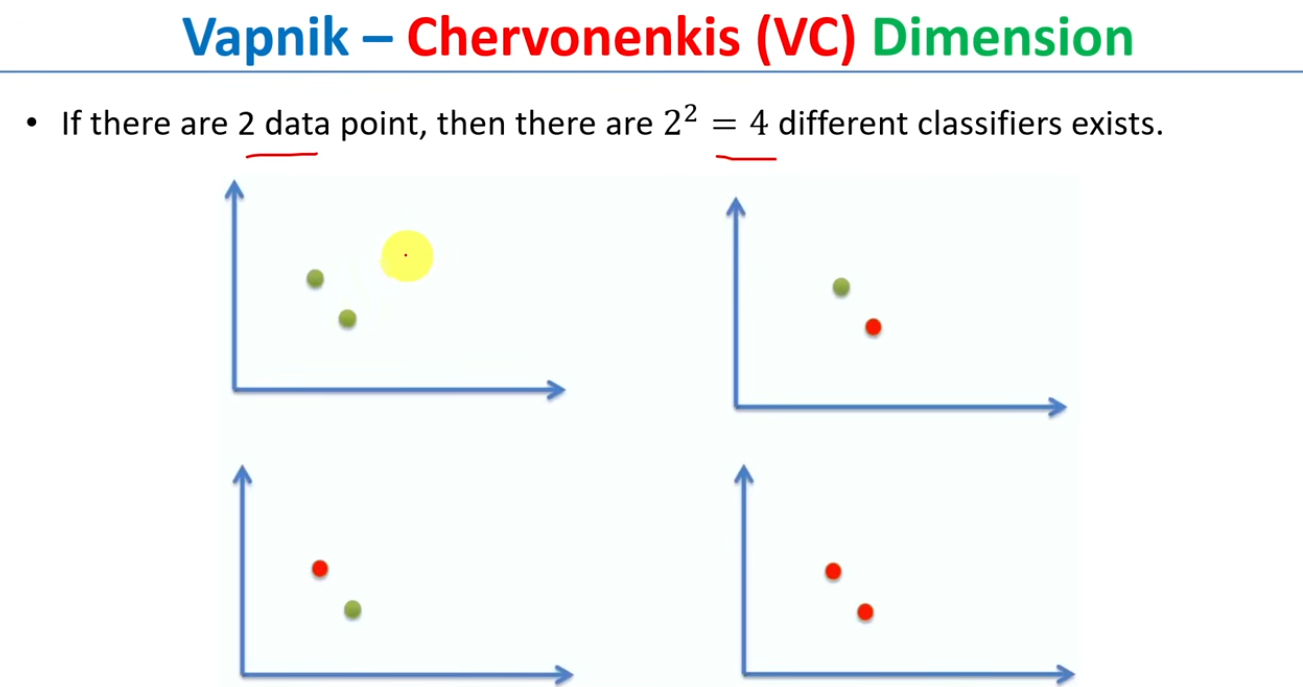 Vapnik – Chervonenkis (VC) Dimension
• If there are 2 data point, then there are 2² = 4 different classifiers exists.